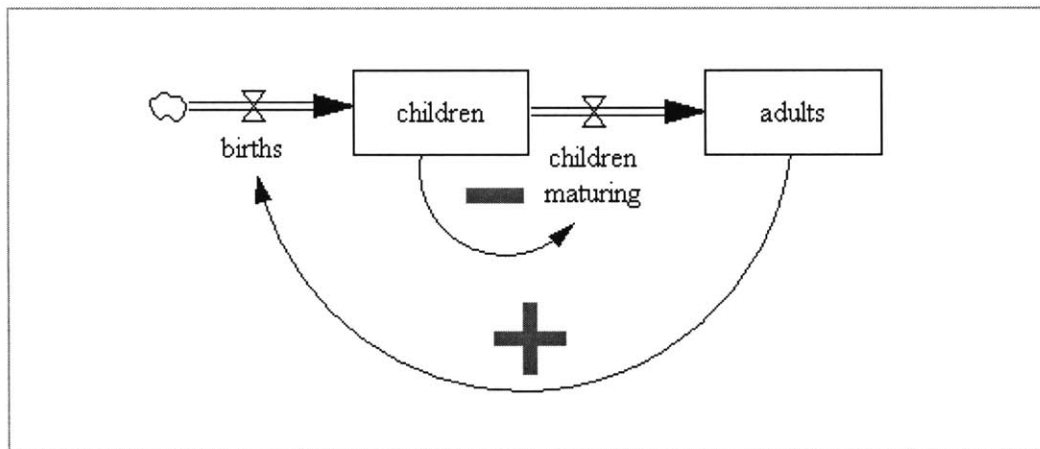 children
adults
births
children
maturing